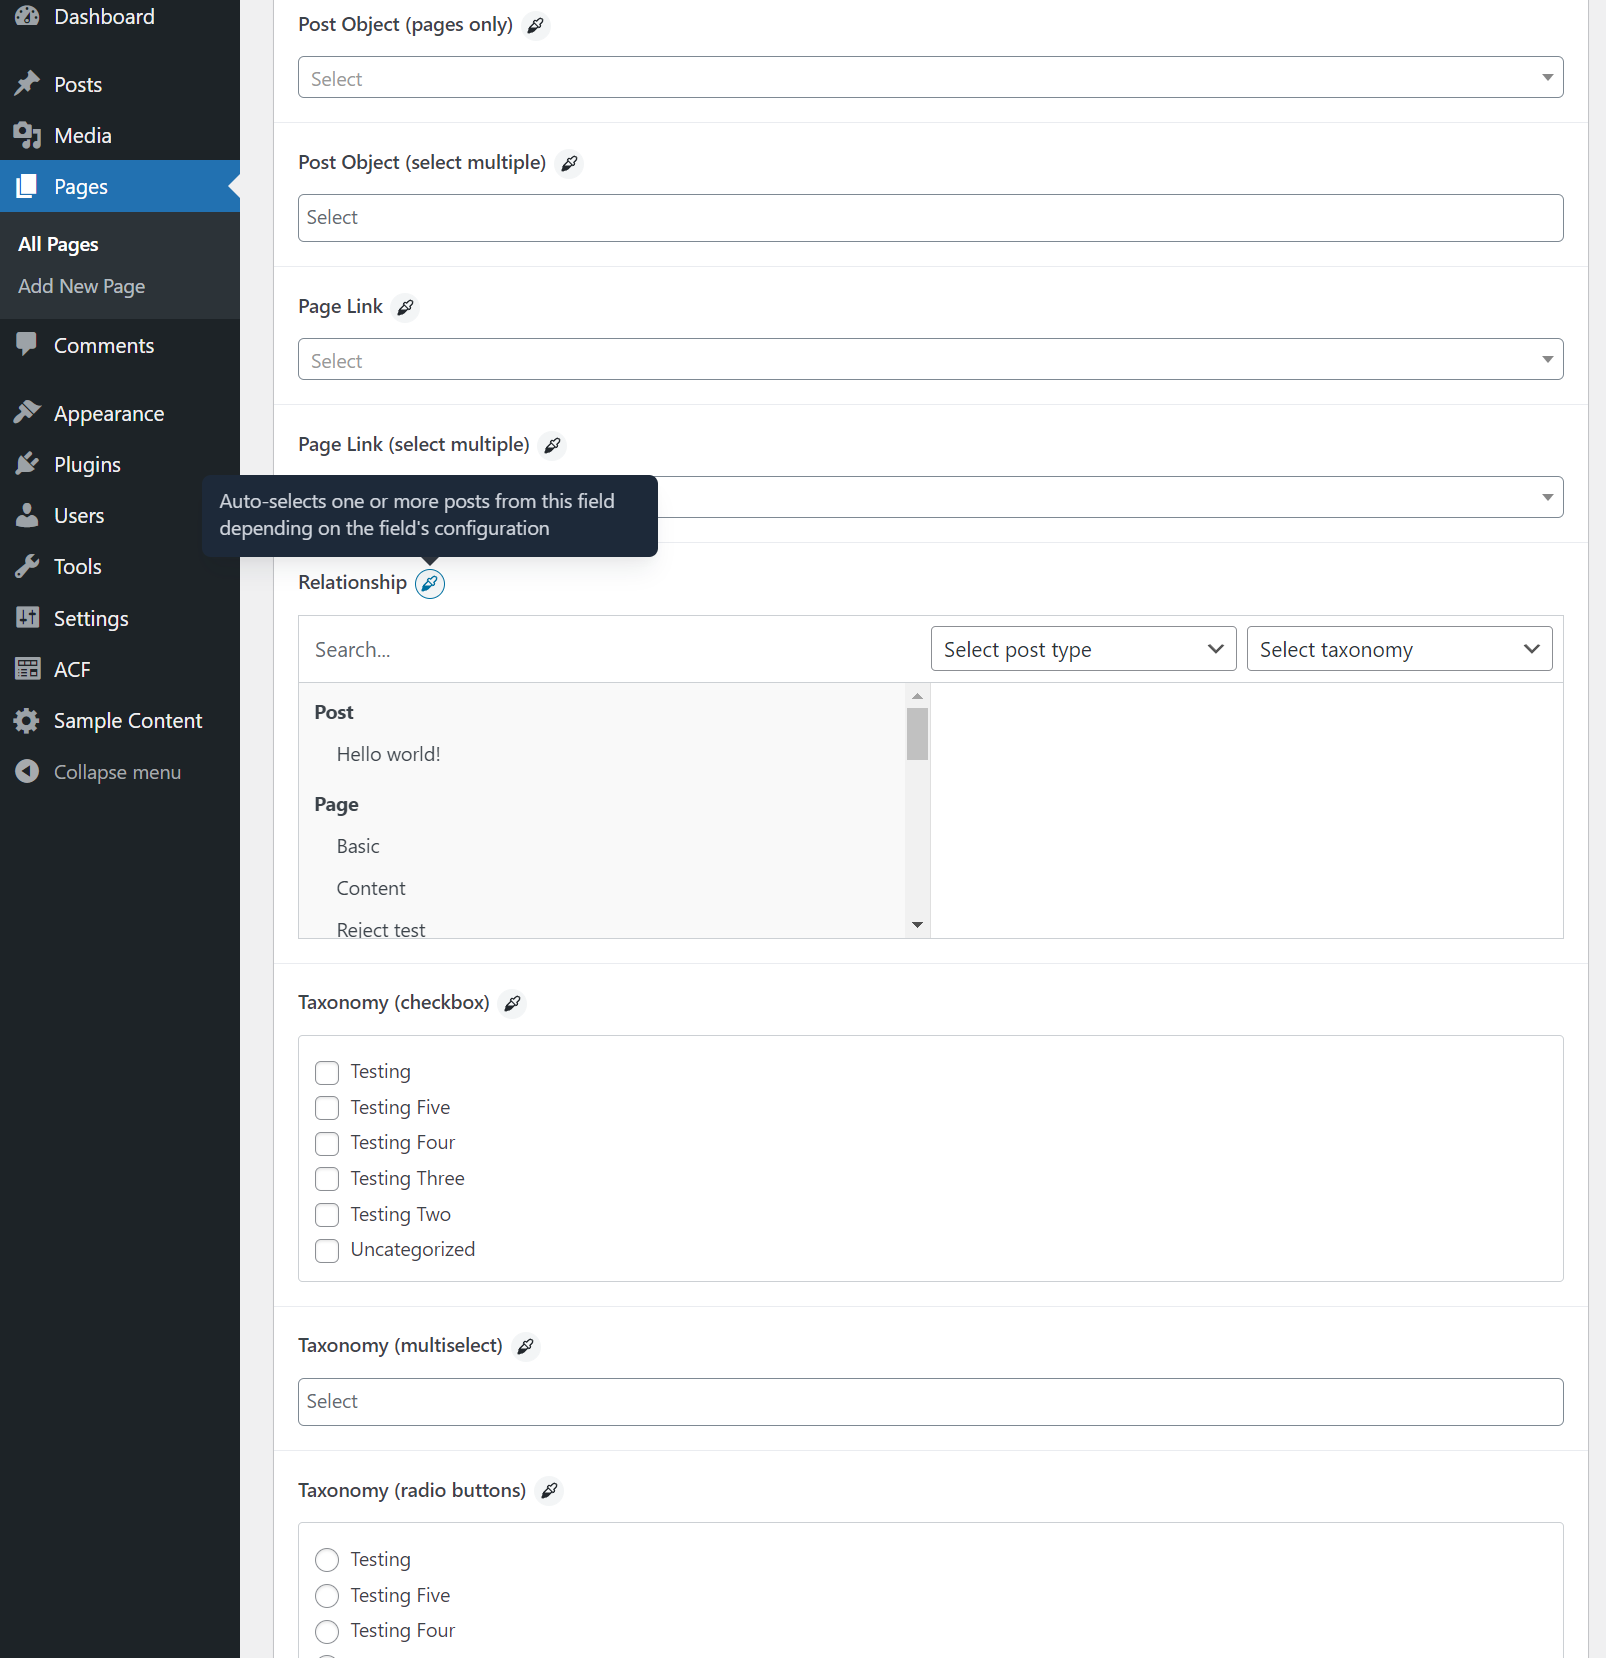 Dashboard
Posts
Media
Pages
All Pages
Add New Page
Comments
Appearance
Plugins
Users
Tools
Settings
ACF
Sample Content
Collapse menu
Post Object (pages only)
Select
Post Object (select multiple)
Select
Page Link
Select
Page Link (select multiple)
Auto-selects one or more posts from this field
depending on the field's configuration
Relationship
Search...
Select post type
Select taxonomy
Post
Hello world!
Page
Basic
Content
Reject test
Taxonomy (checkbox)
Testing
Testing Five
Testing Four
Testing Three
Testing Two
Uncategorized
Taxonomy (multiselect)
Select
Taxonomy (radio buttons)
Testing
Testing Five
Testing Four